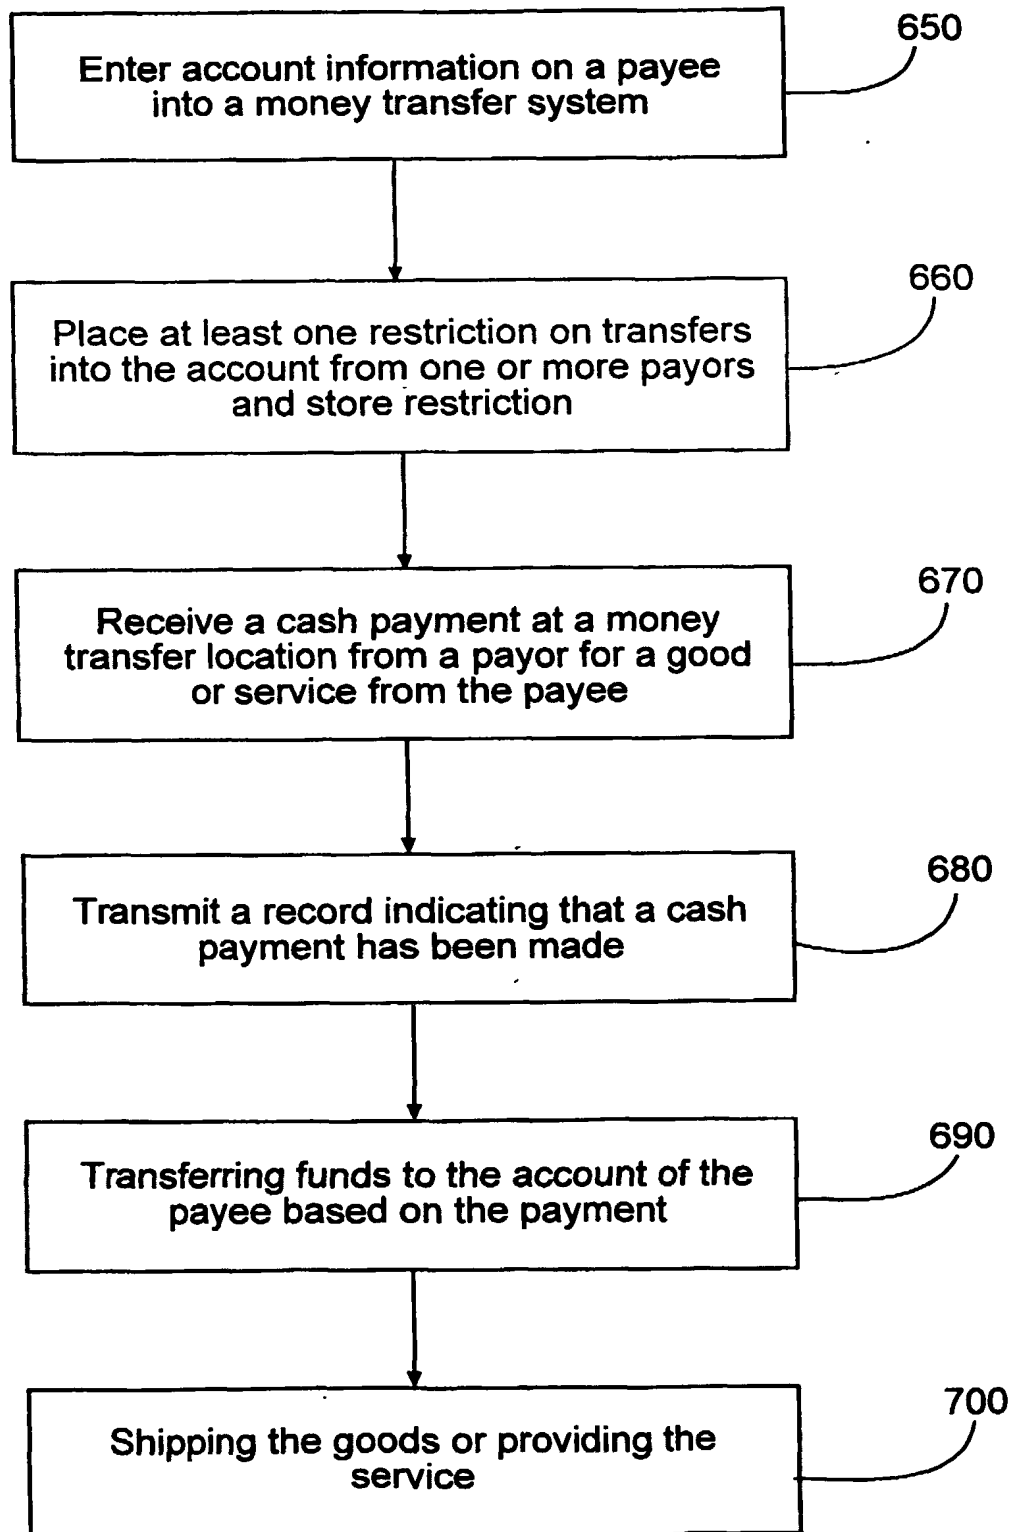 650
Enter account information on a payee
into a money transfer system
660
Place at least one restriction on transfers
into the account from one or more payors
and store restriction
670
Receive a cash payment at a money
transfer location from a payor for a good
or service from the payee
680
Transmit a record indicating that a cash
payment has been made
690
Transferring funds to the account of the
payee based on the payment
700
Shipping the goods or providing the
service